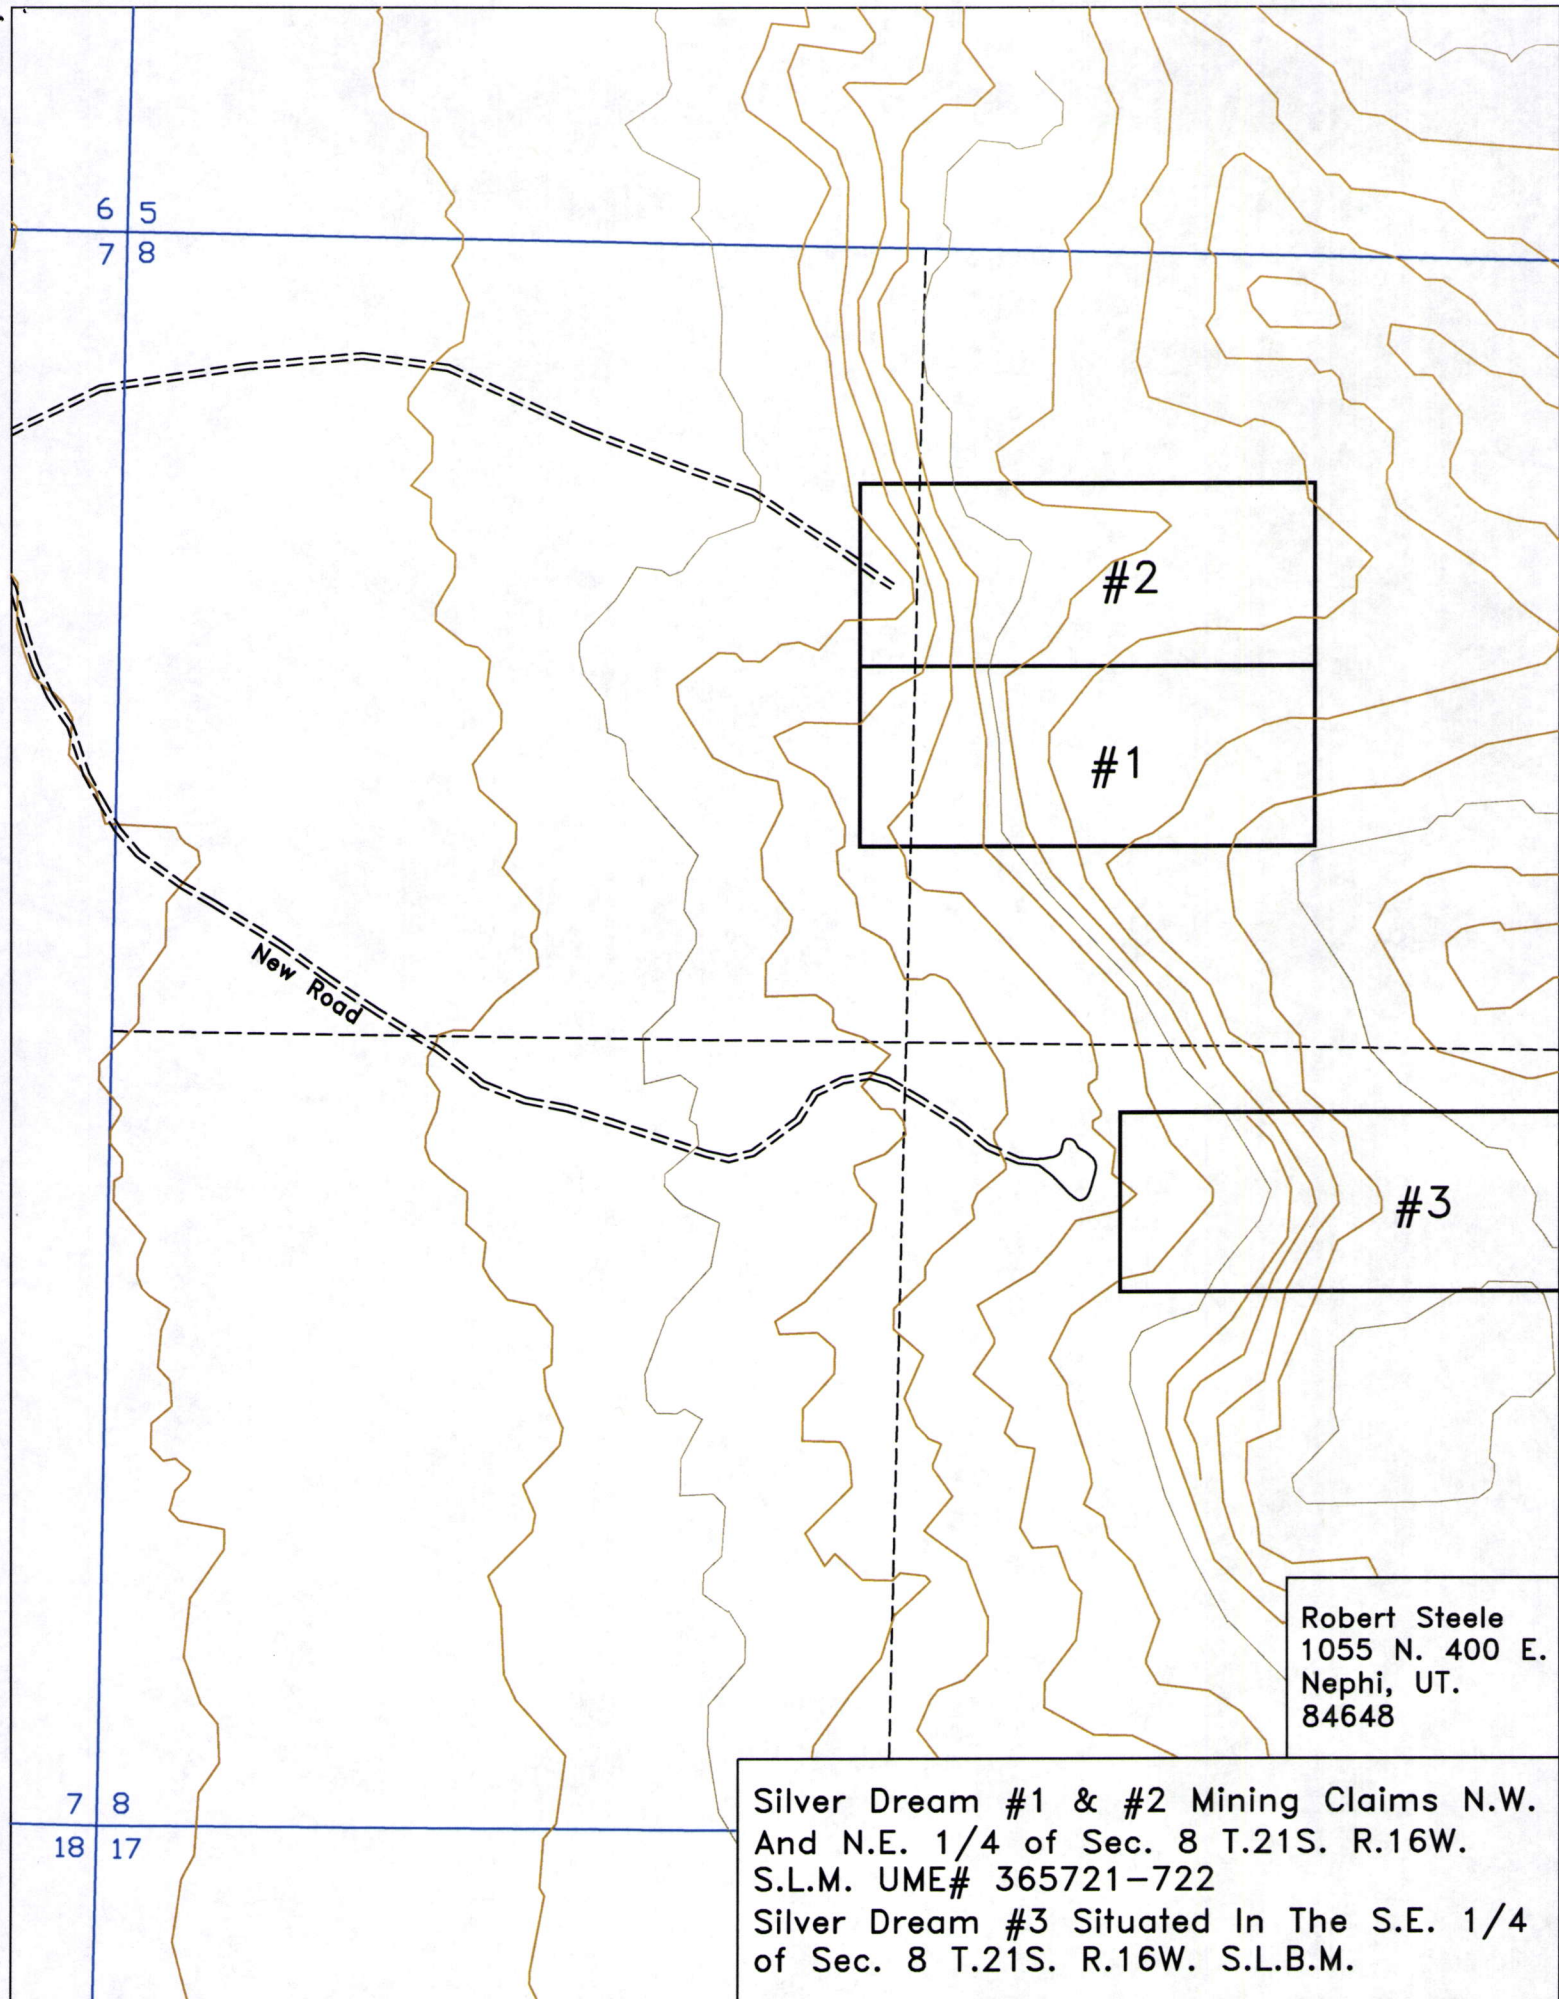 6 5
7 8
#2
#1
New Road
#3
Robert Steele
1055 N. 400 E.
Nephi, UT.
84648
7 8
18 17
Silver Dream #1 & #2 Mining Claims N.W.
And N.E. 1/4 of Sec. 8 T.21S. R.16W.
S.L.M. UME# 365721-722
Silver Dream #3 Situated In The S.E. 1/4
of Sec. 8 T.21S. R.16W. S.L.B.M.